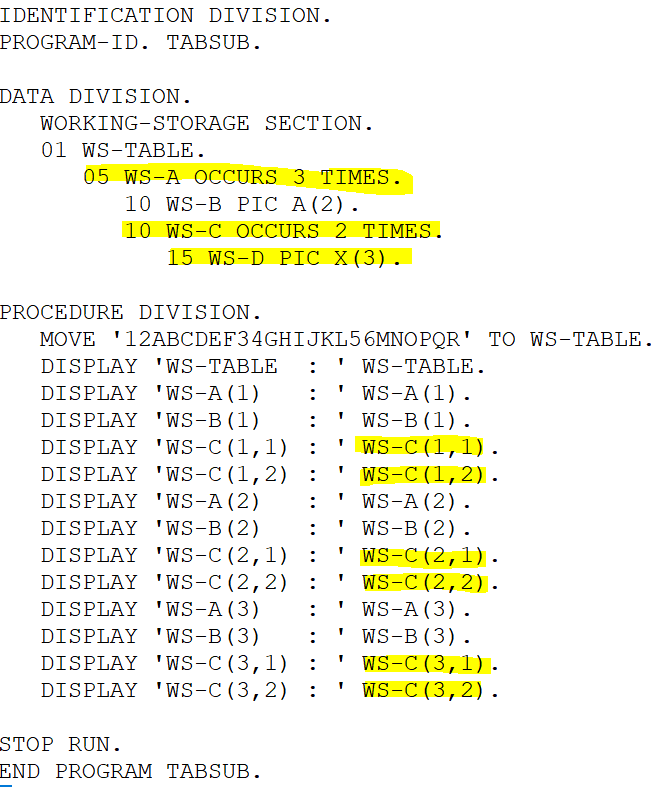 IDENTIFICATION DIVISION.
PROGRAM-ID. TABSUB.

DATA DIVISION.
   WORKING-STORAGE SECTION.
   01 WS-TABLE.
      05 WS-A OCCURS 3 TIMES.
         10 WS-B PIC A(2).
         10 WS-C OCCURS 2 TIMES.
            15 WS-D PIC X(3).

PROCEDURE DIVISION.
   MOVE '12ABCDEF34GHIJKL56MNOPQR' TO WS-TABLE.
   DISPLAY 'WS-TABLE  : ' WS-TABLE.
   DISPLAY 'WS-A(1)   : ' WS-A(1).
   DISPLAY 'WS-B(1)   : ' WS-B(1).
   DISPLAY 'WS-C(1,1) : ' WS-C(1,1).
   DISPLAY 'WS-C(1,2) : ' WS-C(1,2).
   DISPLAY 'WS-A(2)   : ' WS-A(2).
   DISPLAY 'WS-B(2)   : ' WS-B(2).
   DISPLAY 'WS-C(2,1) : ' WS-C(2,1).
   DISPLAY 'WS-C(2,2) : ' WS-C(2,2).
   DISPLAY 'WS-A(3)   : ' WS-A(3).
   DISPLAY 'WS-B(3)   : ' WS-B(3).
   DISPLAY 'WS-C(3,1) : ' WS-C(3,1).
   DISPLAY 'WS-C(3,2) : ' WS-C(3,2).

STOP RUN.
END PROGRAM TABSUB.